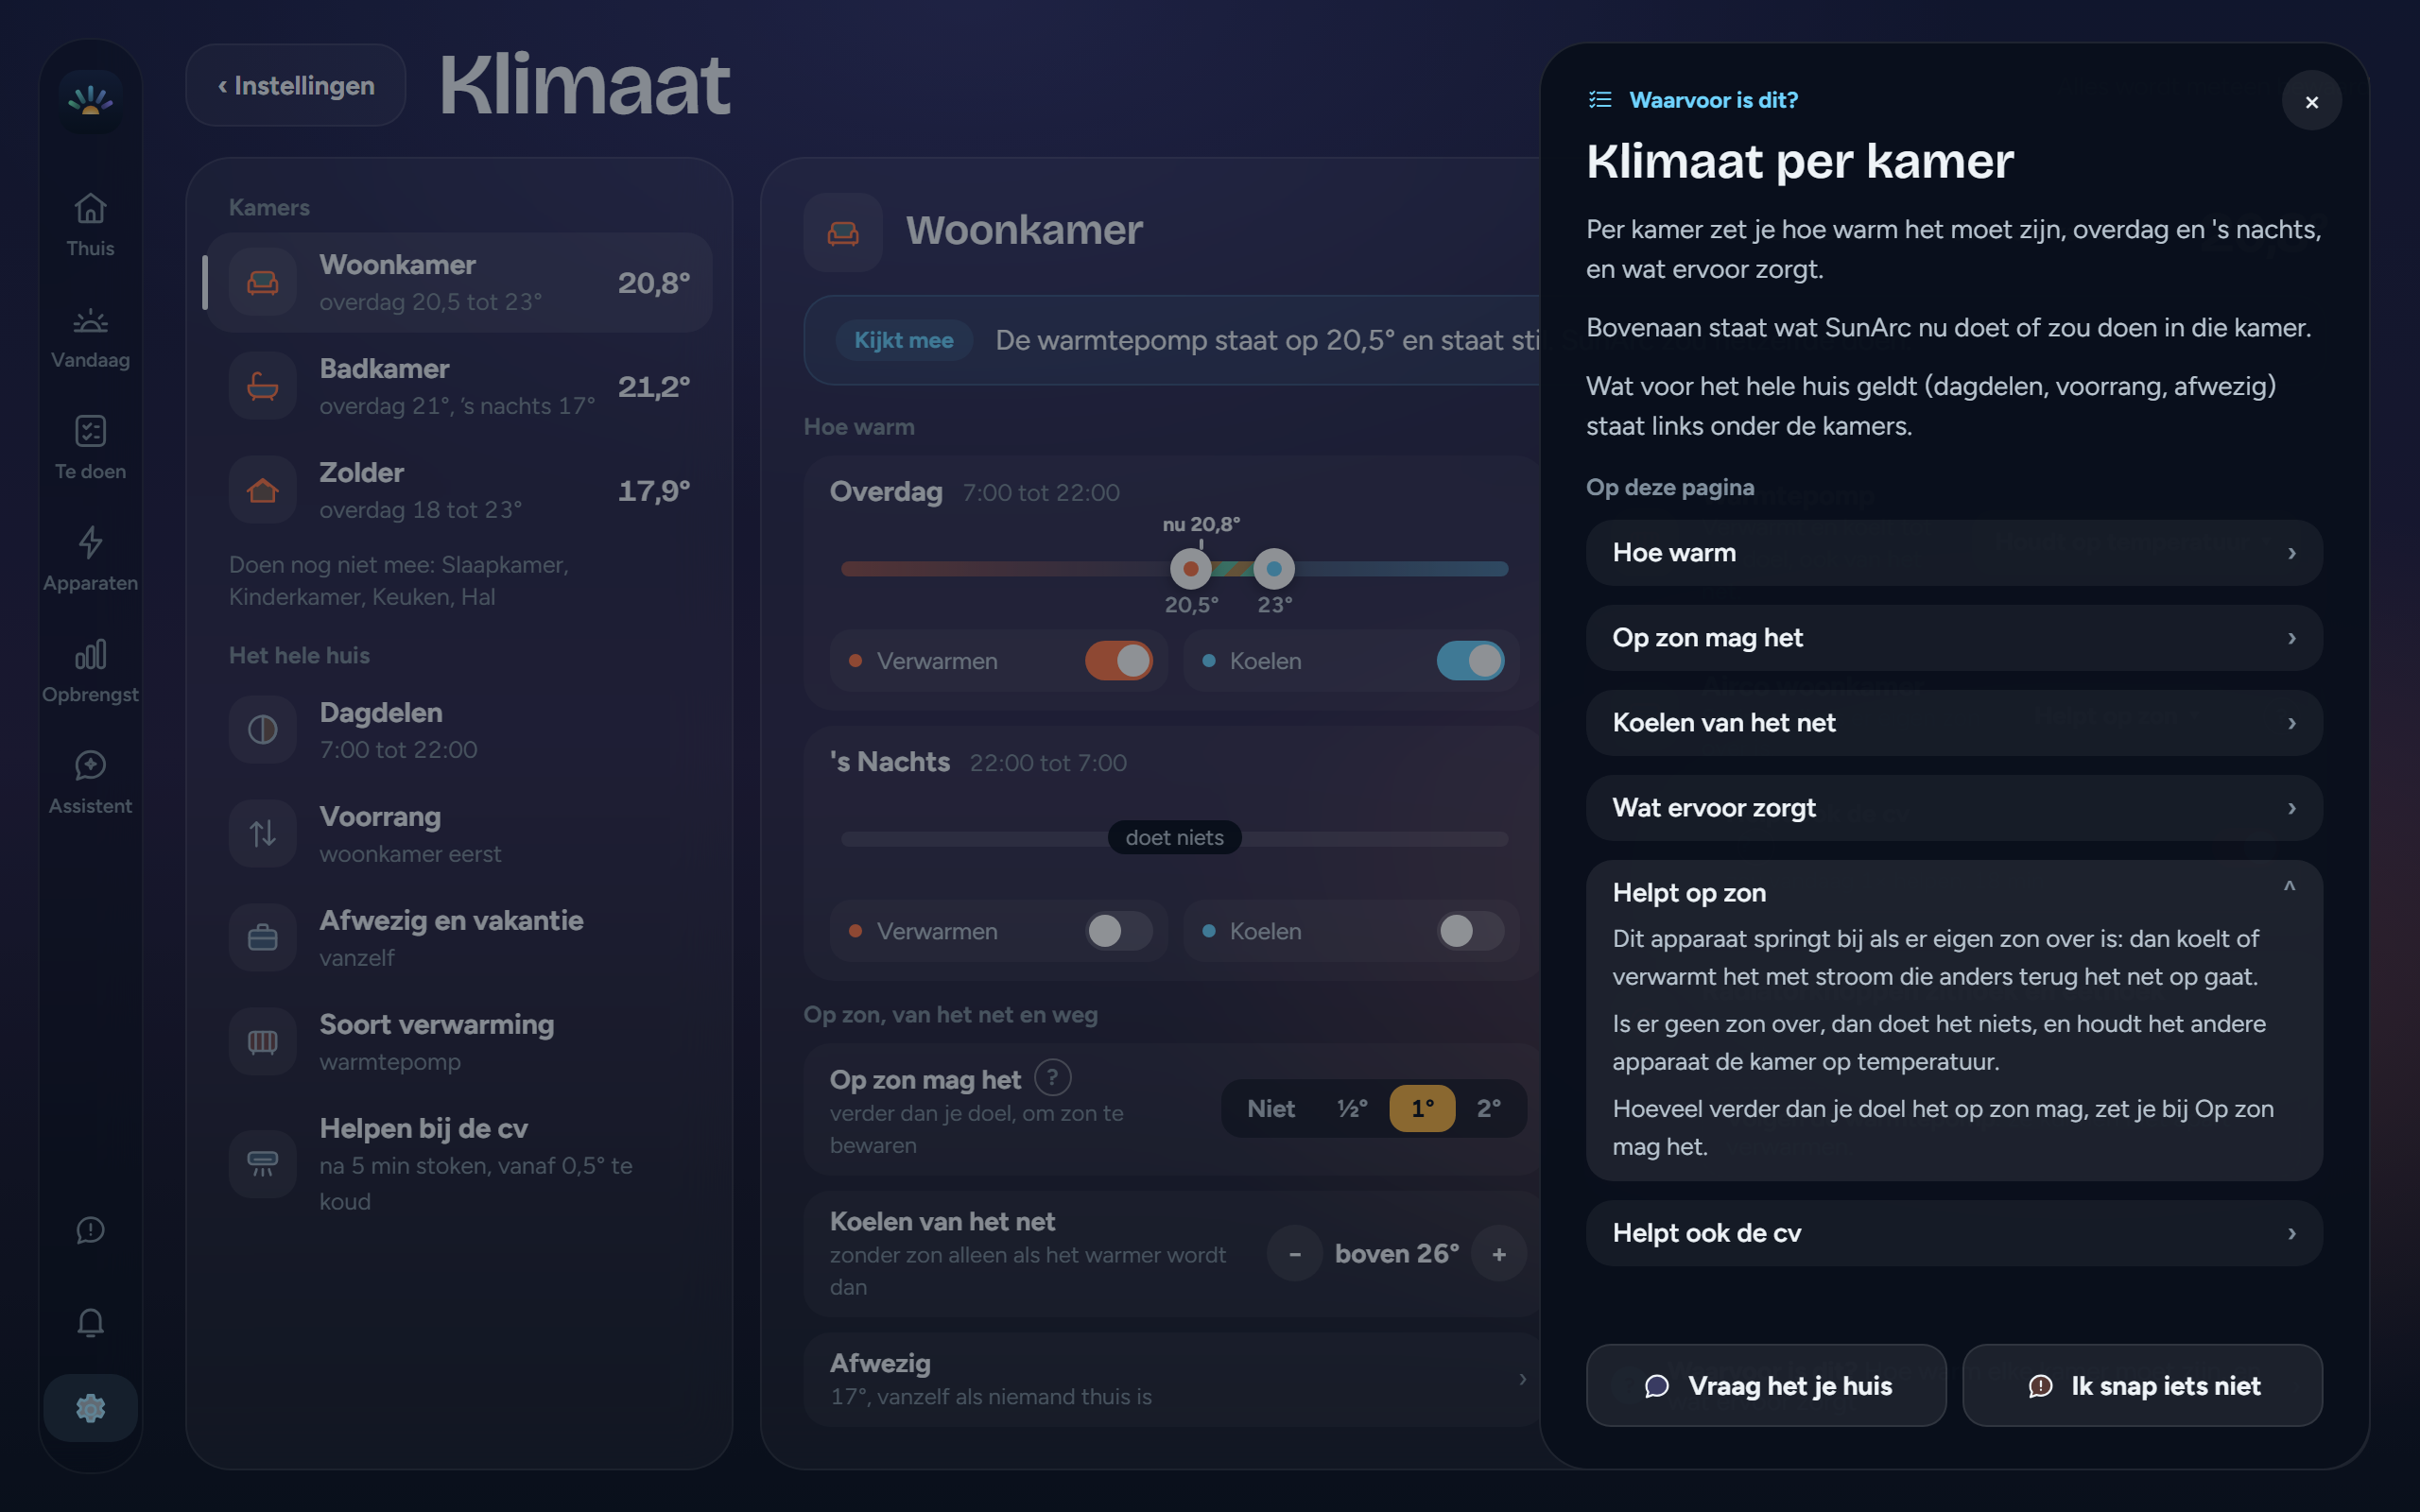 Thuis
Vandaag
Te doen
Apparaten
Opbrengst
Assistent
‹ Instellingen
Klimaat
Kamers
Woonkamer
overdag 20,5 tot 23°
20,8°
Badkamer
overdag 21°, 's nachts 17°
21,2°
Zolder
overdag 18 tot 23°
17,9°
Doen nog niet mee: Slaapkamer,
Kinderkamer, Keuken, Hal
Het hele huis
Dagdelen
7:00 tot 22:00
Voorrang
woonkamer eerst
Afwezig en vakantie
vanzelf
Soort verwarming
warmtepomp
Helpen bij de cv
na 5 min stoken, vanaf 0,5° te
koud
Woonkamer
Kijkt mee
De warmtepomp staat op 20,5° en staat
Hoe warm
Overdag 7:00 tot 22:00
nu 20,8°
20,5° 23°
Verwarmen
Koelen
's Nachts 22:00 tot 7:00
doet niets
Verwarmen
Koelen
Op zon, van het net en weg
Op zon mag het ?
verder dan je doel, om zon te
bewaren
Niet ½° 1° 2°
Koelen van het net
zonder zon alleen als het warmer wordt
dan
- boven 26° +
Afwezig
17°, vanzelf als niemand thuis is
›
Waarvoor is dit?
×
Klimaat per kamer
Per kamer zet je hoe warm het moet zijn, overdag en 's nachts,
en wat ervoor zorgt.
Bovenaan staat wat SunArc nu doet of zou doen in die kamer.
Wat voor het hele huis geldt (dagdelen, voorrang, afwezig)
staat links onder de kamers.
Op deze pagina
Hoe warm ›
Op zon mag het ›
Koelen van het net ›
Wat ervoor zorgt ›
Helpt op zon ^
Dit apparaat springt bij als er eigen zon over is: dan koelt of
verwarmt het met stroom die anders terug het net op gaat.
Is er geen zon over, dan doet het niets, en houdt het andere
apparaat de kamer op temperatuur.
Hoeveel verder dan je doel het op zon mag, zet je bij Op zon
mag het.
Helpt ook de cv ›
Vraag het je huis
Ik snap iets niet